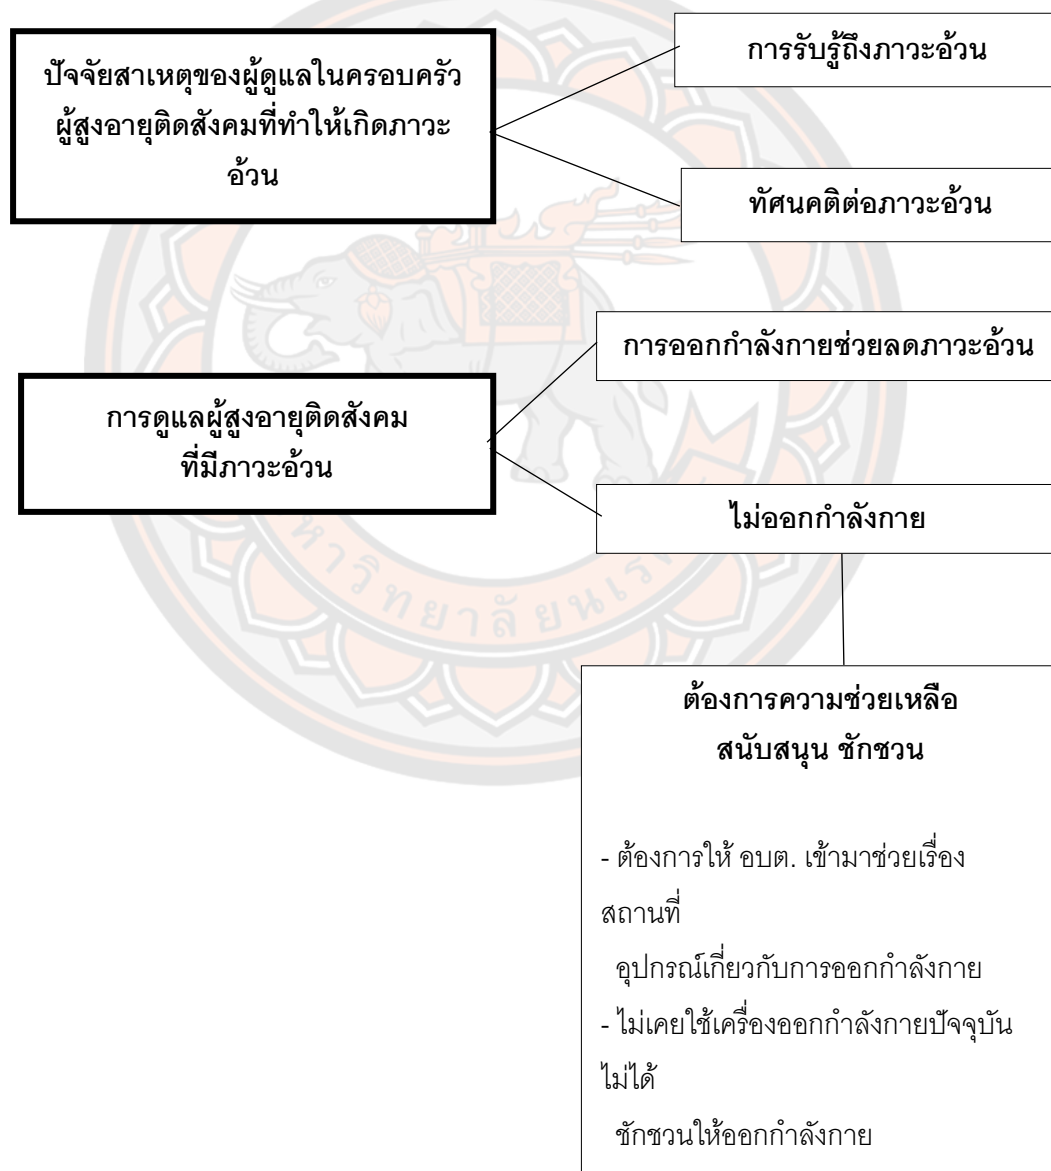 การรับรู้ถึงภาวะอ้วน
ปัจจัยสาเหตุของผู้ดูแลในครอบครัว
ผู้สูงอายุติดสังคมที่ทำให้เกิดภาวะ
อ้วน
ทัศนคติต่อภาวะอ้วน
การออกกำลังกายช่วยลดภาวะอ้วน
การดูแลผู้สูงอายุติดสังคม
ที่มีภาวะอ้วน
ไม่ออกกำลังกาย
ต้องการความช่วยเหลือ
สนับสนุน ชักชวน
- ต้องการให้ อบต. เข้ามาช่วยเรื่อง
สถานที่
อุปกรณ์เกี่ยวกับการออกกำลังกาย
- ไม่เคยใช้เครื่องออกกำลังกายปัจจุบัน
ไม่ได้
ชักชวนให้ออกกำลังกาย